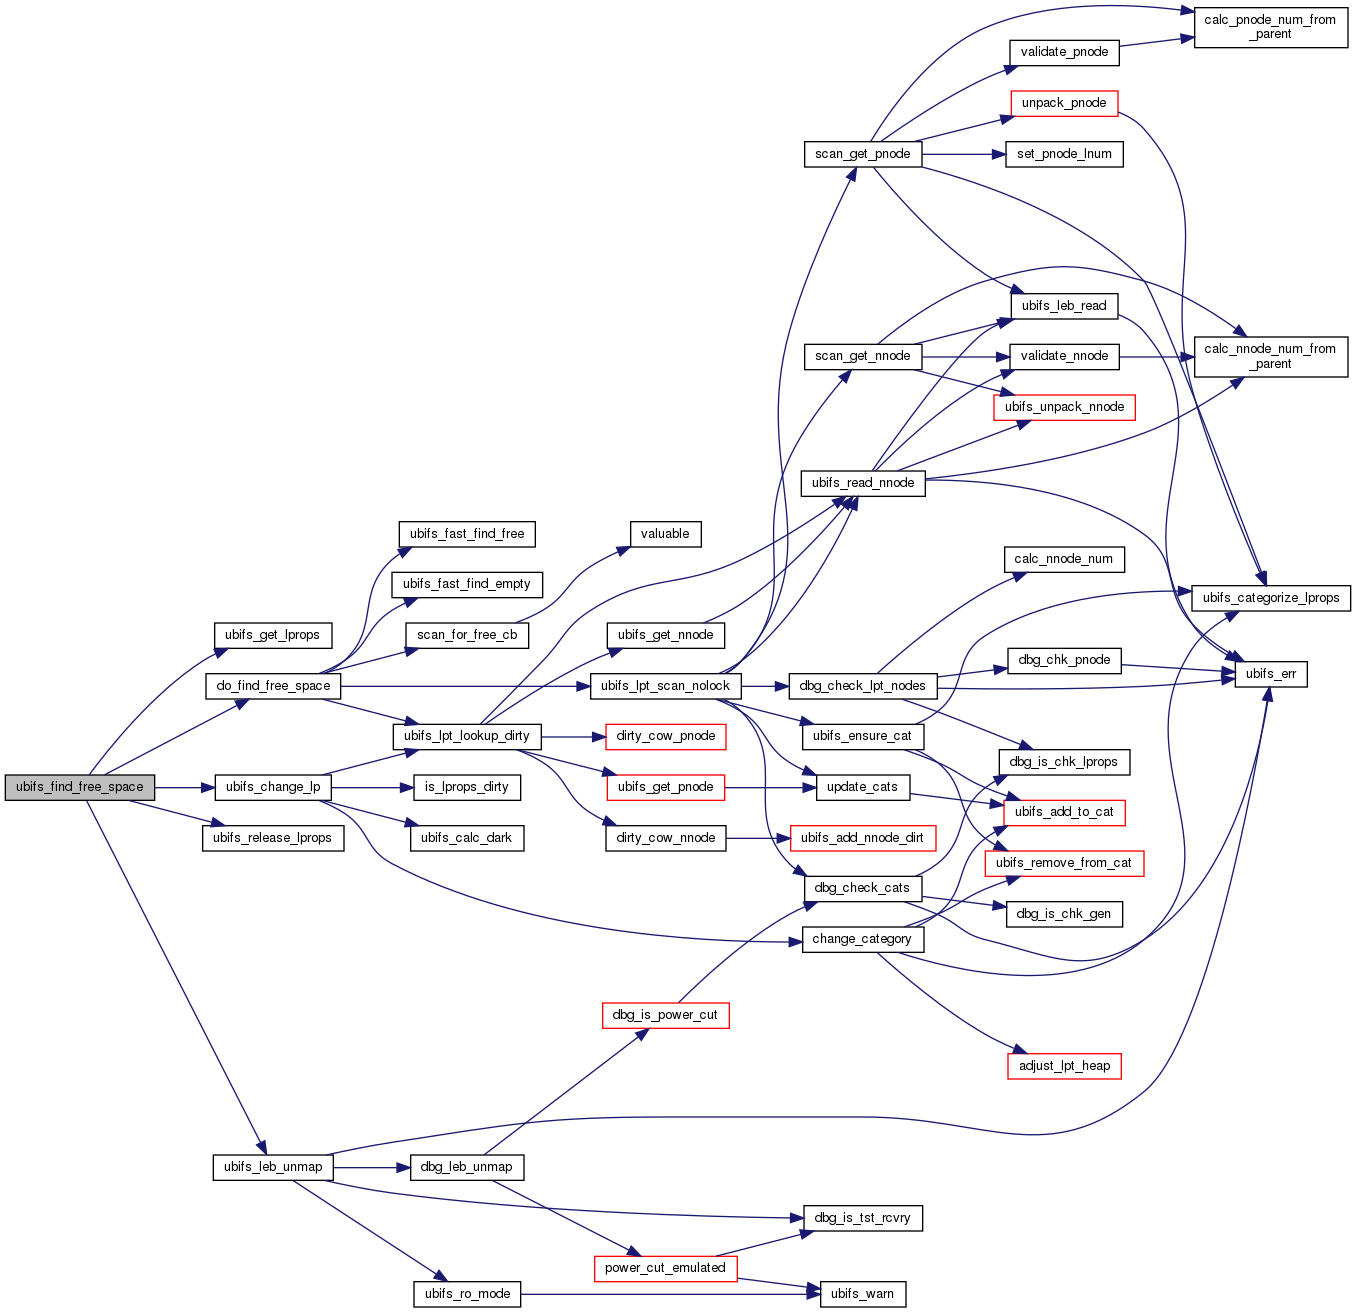 calc_pnode_num_from
_parent
validate_pnode
unpack_pnode
scan_get_pnode
set_pnode_lnum
ubifs_leb_read
scan_get_nnode
validate_nnode
calc_nnode_num_from
_parent
ubifs_unpack_nnode
ubifs_read_nnode
ubifs_fast_find_free
valuable
calc_nnode_num
ubifs_fast_find_empty
ubifs_categorize_lprops
ubifs_get_lprops
scan_for_free_cb
ubifs_get_nnode
dbg_chk_pnode
do_find_free_space
ubifs_lpt_scan_nolock
dbg_check_lpt_nodes
ubifs_err
ubifs_lpt_lookup_dirty
dirty_cow_pnode
ubifs_ensure_cat
dbg_is_chk_lprops
ubifs_find_free_space
ubifs_change_lp
is_lprops_dirty
ubifs_get_pnode
update_cats
ubifs_add_to_cat
ubifs_release_lprops
ubifs_calc_dark
dirty_cow_nnode
ubifs_add_nnode_dirt
ubifs_remove_from_cat
dbg_check_cats
dbg_is_chk_gen
change_category
dbg_is_power_cut
adjust_lpt_heap
ubifs_leb_unmap
dbg_leb_unmap
dbg_is_tst_rcvry
power_cut_emulated
ubifs_ro_mode
ubifs_warn